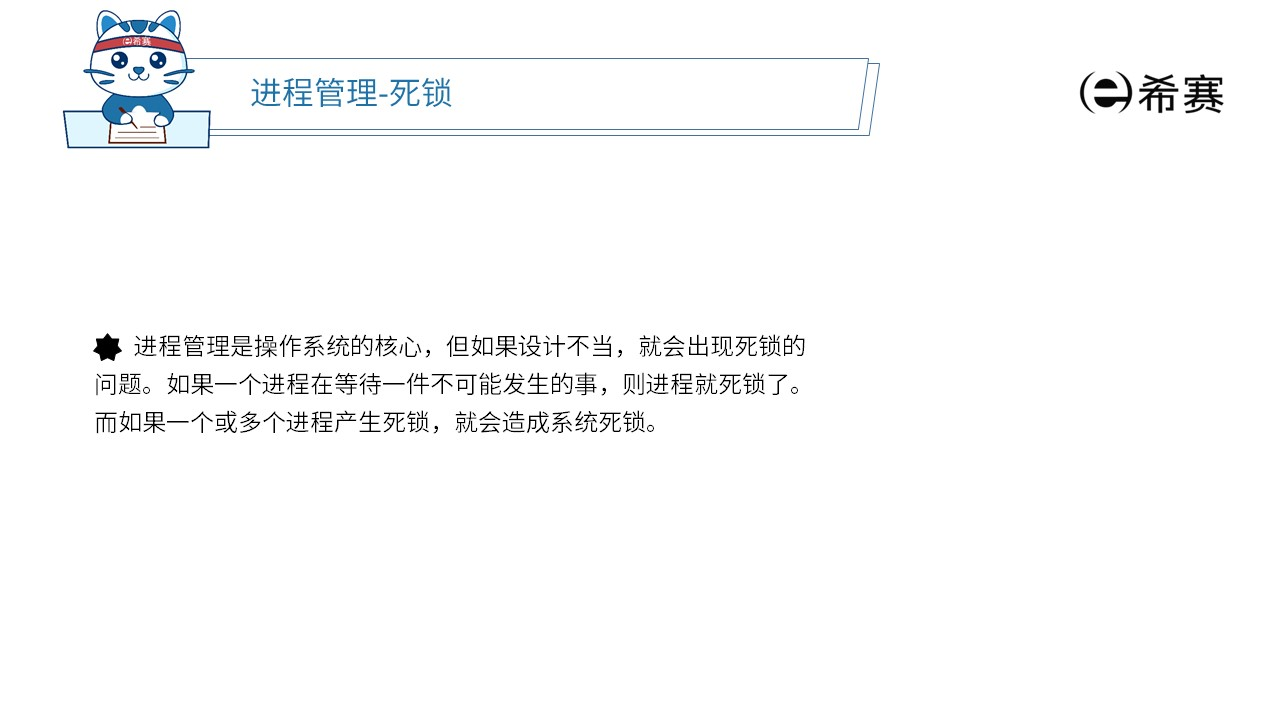 希赛
进程管理-死锁
希赛
进程管理是操作系统的核心，但如果设计不当，就会出现死锁的
问题。如果一个进程在等待一件不可能发生的事，则进程就死锁了。
而如果一个或多个进程产生死锁，就会造成系统死锁。